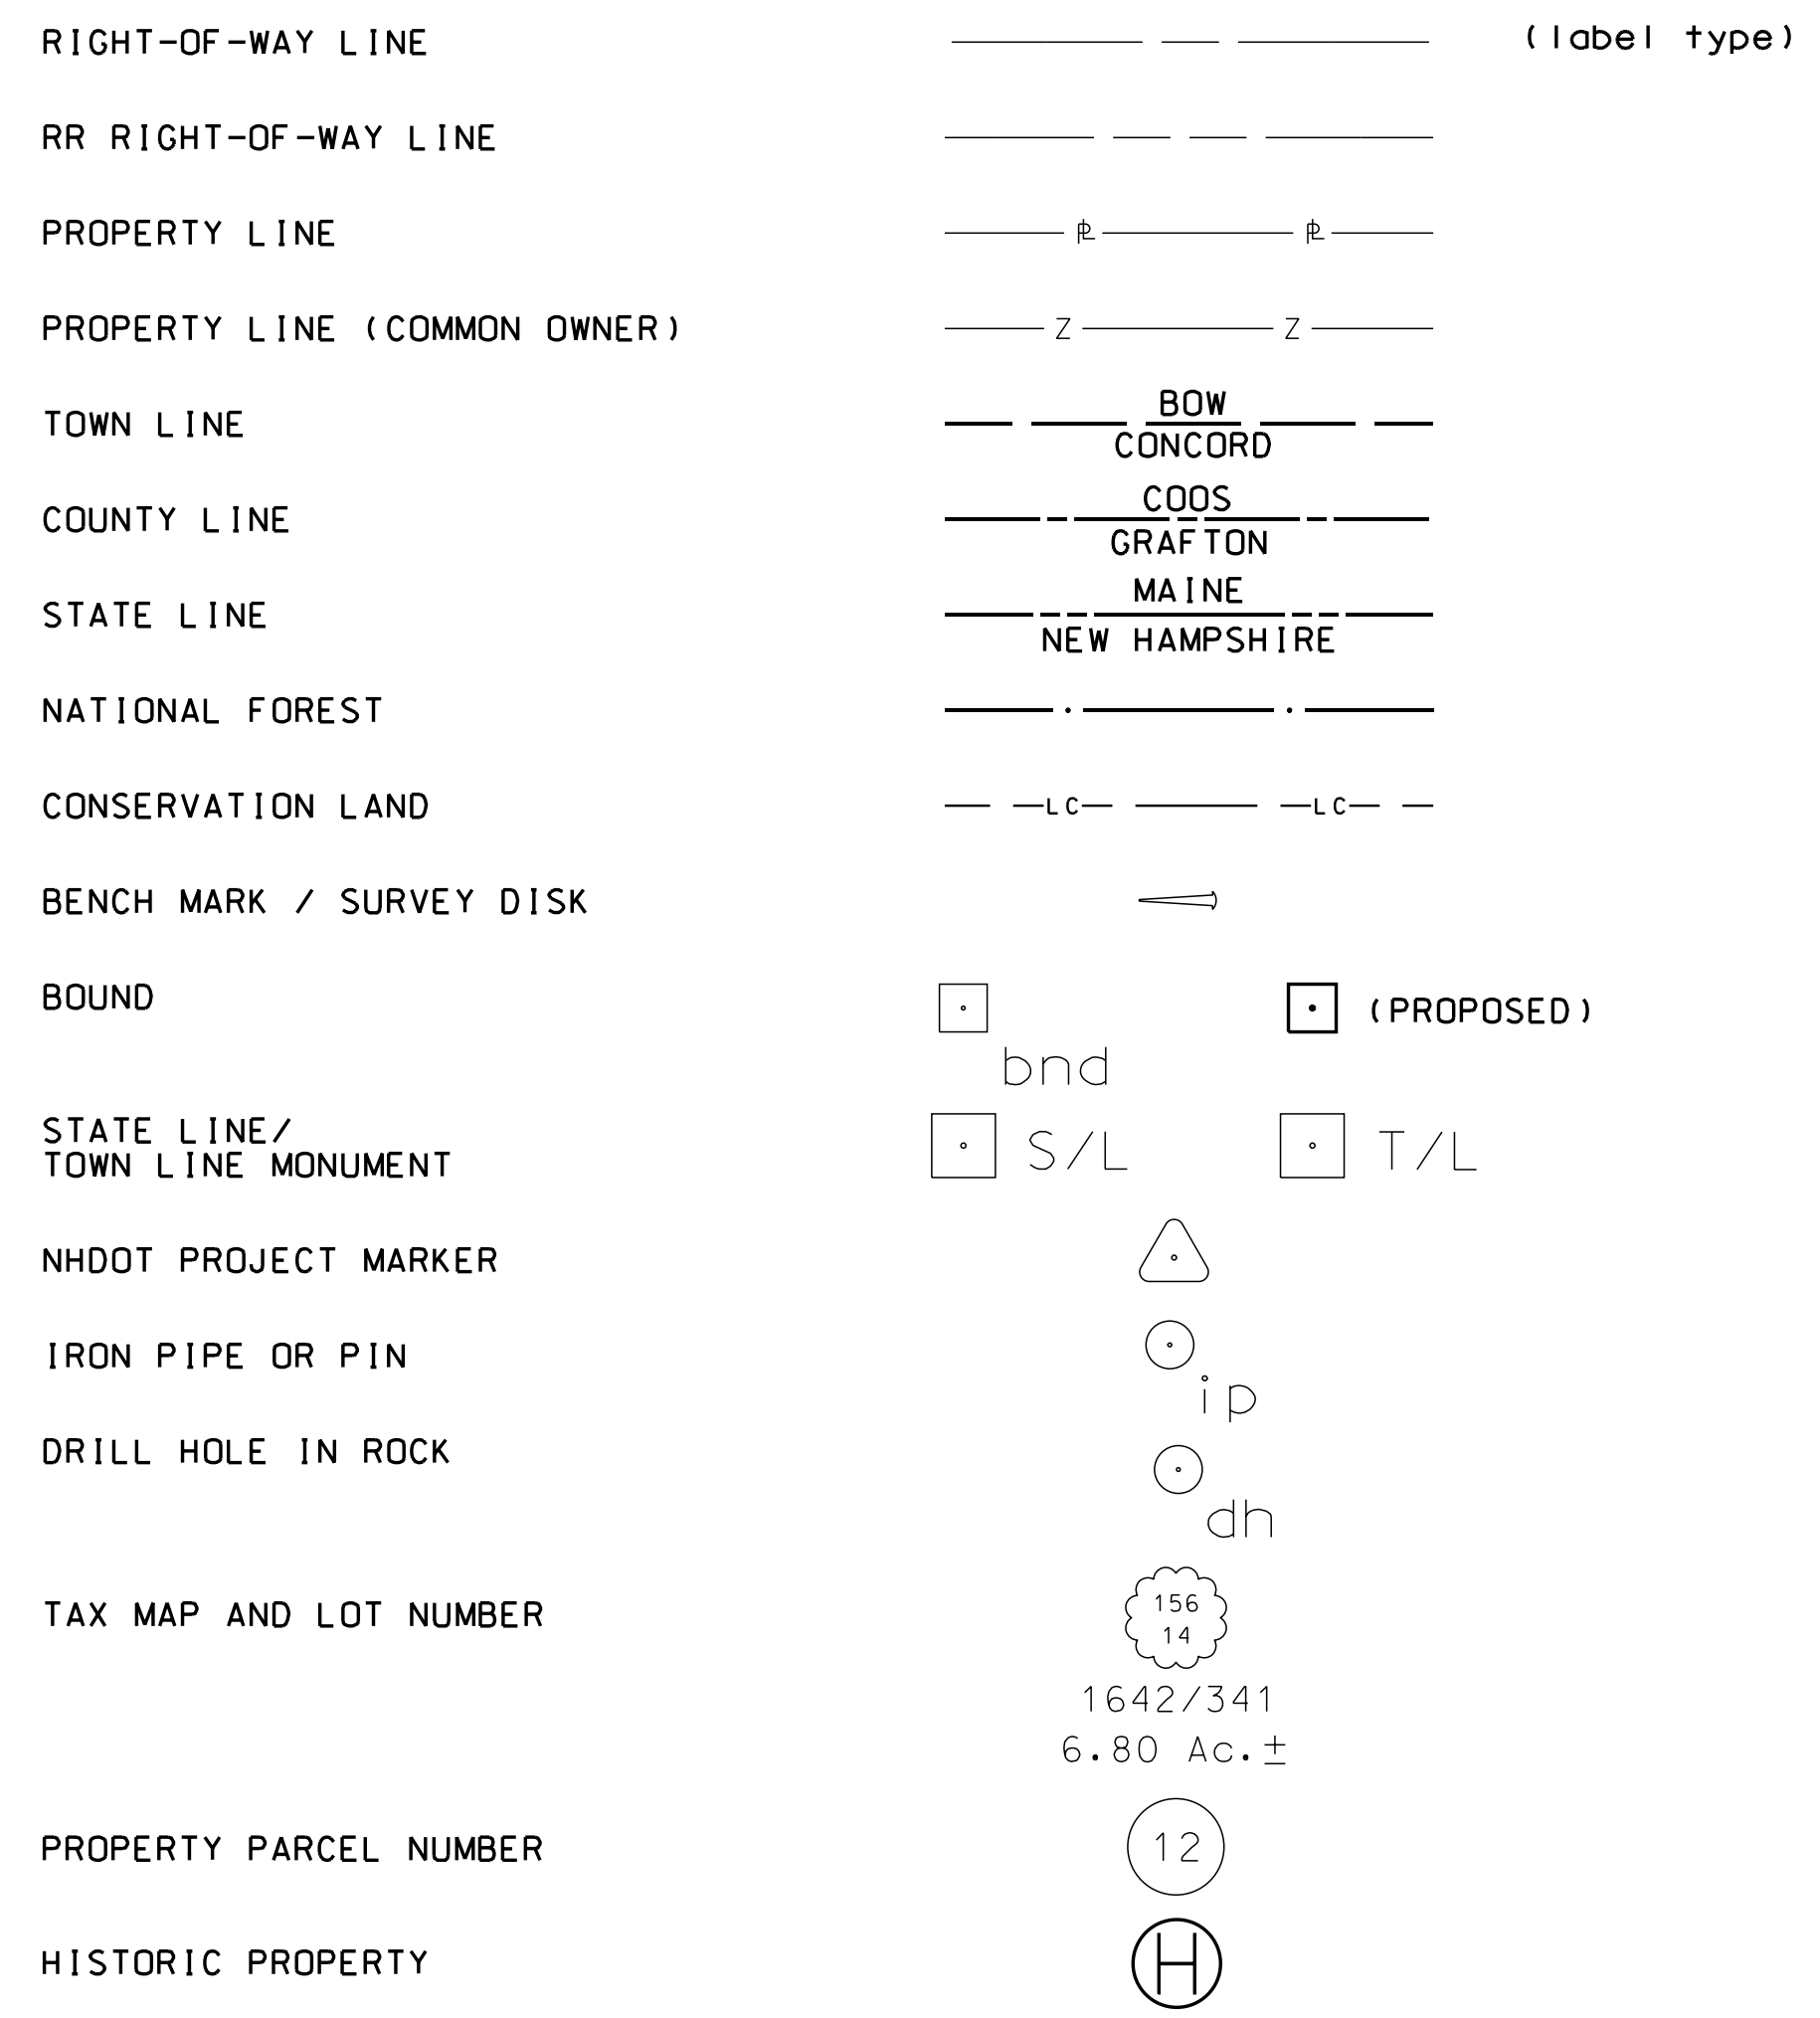 RIGHT-OF-WAY LINE (label type)
RR RIGHT-OF-WAY LINE
PROPERTY LINE PL PL
PROPERTY LINE (COMMON OWNER) Z Z
TOWN LINE BOW
CONCORD
COUNTY LINE COOS
GRAFTON
STATE LINE MAINE
NEW HAMPSHIRE
NATIONAL FOREST
CONSERVATION LAND LC LC
BENCH MARK / SURVEY DISK
BOUND (PROPOSED)
bnd
STATE LINE/
TOWN LINE MONUMENT S/L T/L
NHDOT PROJECT MARKER
IRON PIPE OR PIN
ip
DRILL HOLE IN ROCK
dh
TAX MAP AND LOT NUMBER 156
14
1642/341
6.80 Ac.±
PROPERTY PARCEL NUMBER 12
HISTORIC PROPERTY H